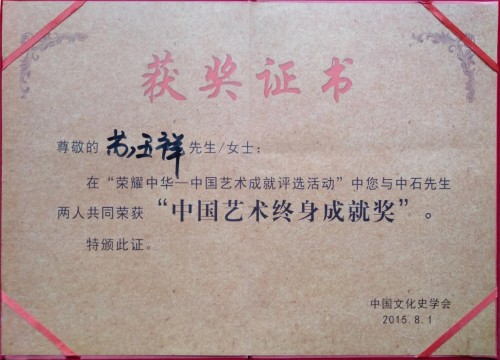 获奖证书
尊敬的 苏玉祥 先生/女士：
在“荣耀中华—中国艺术成就评选活动”中您与中石先生
两人共同荣获“中国艺术终身成就奖”。
特颁此证。
中国文化史学会
2015.8.1